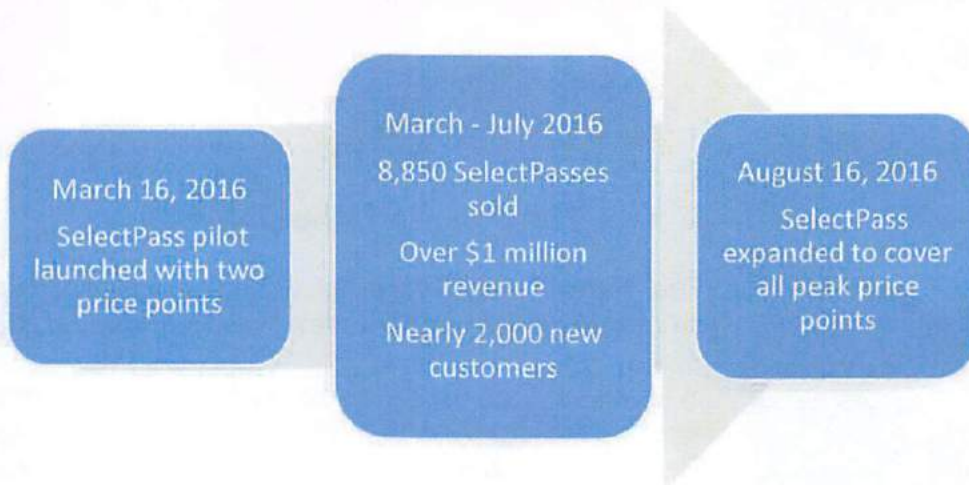 March 16, 2016
SelectPass pilot
launched with two
price points
March - July 2016
8,850 SelectPasses
sold
Over $1 million
revenue
Nearly 2,000 new
customers
August 16, 2016
SelectPass
expanded to cover
all peak price
points